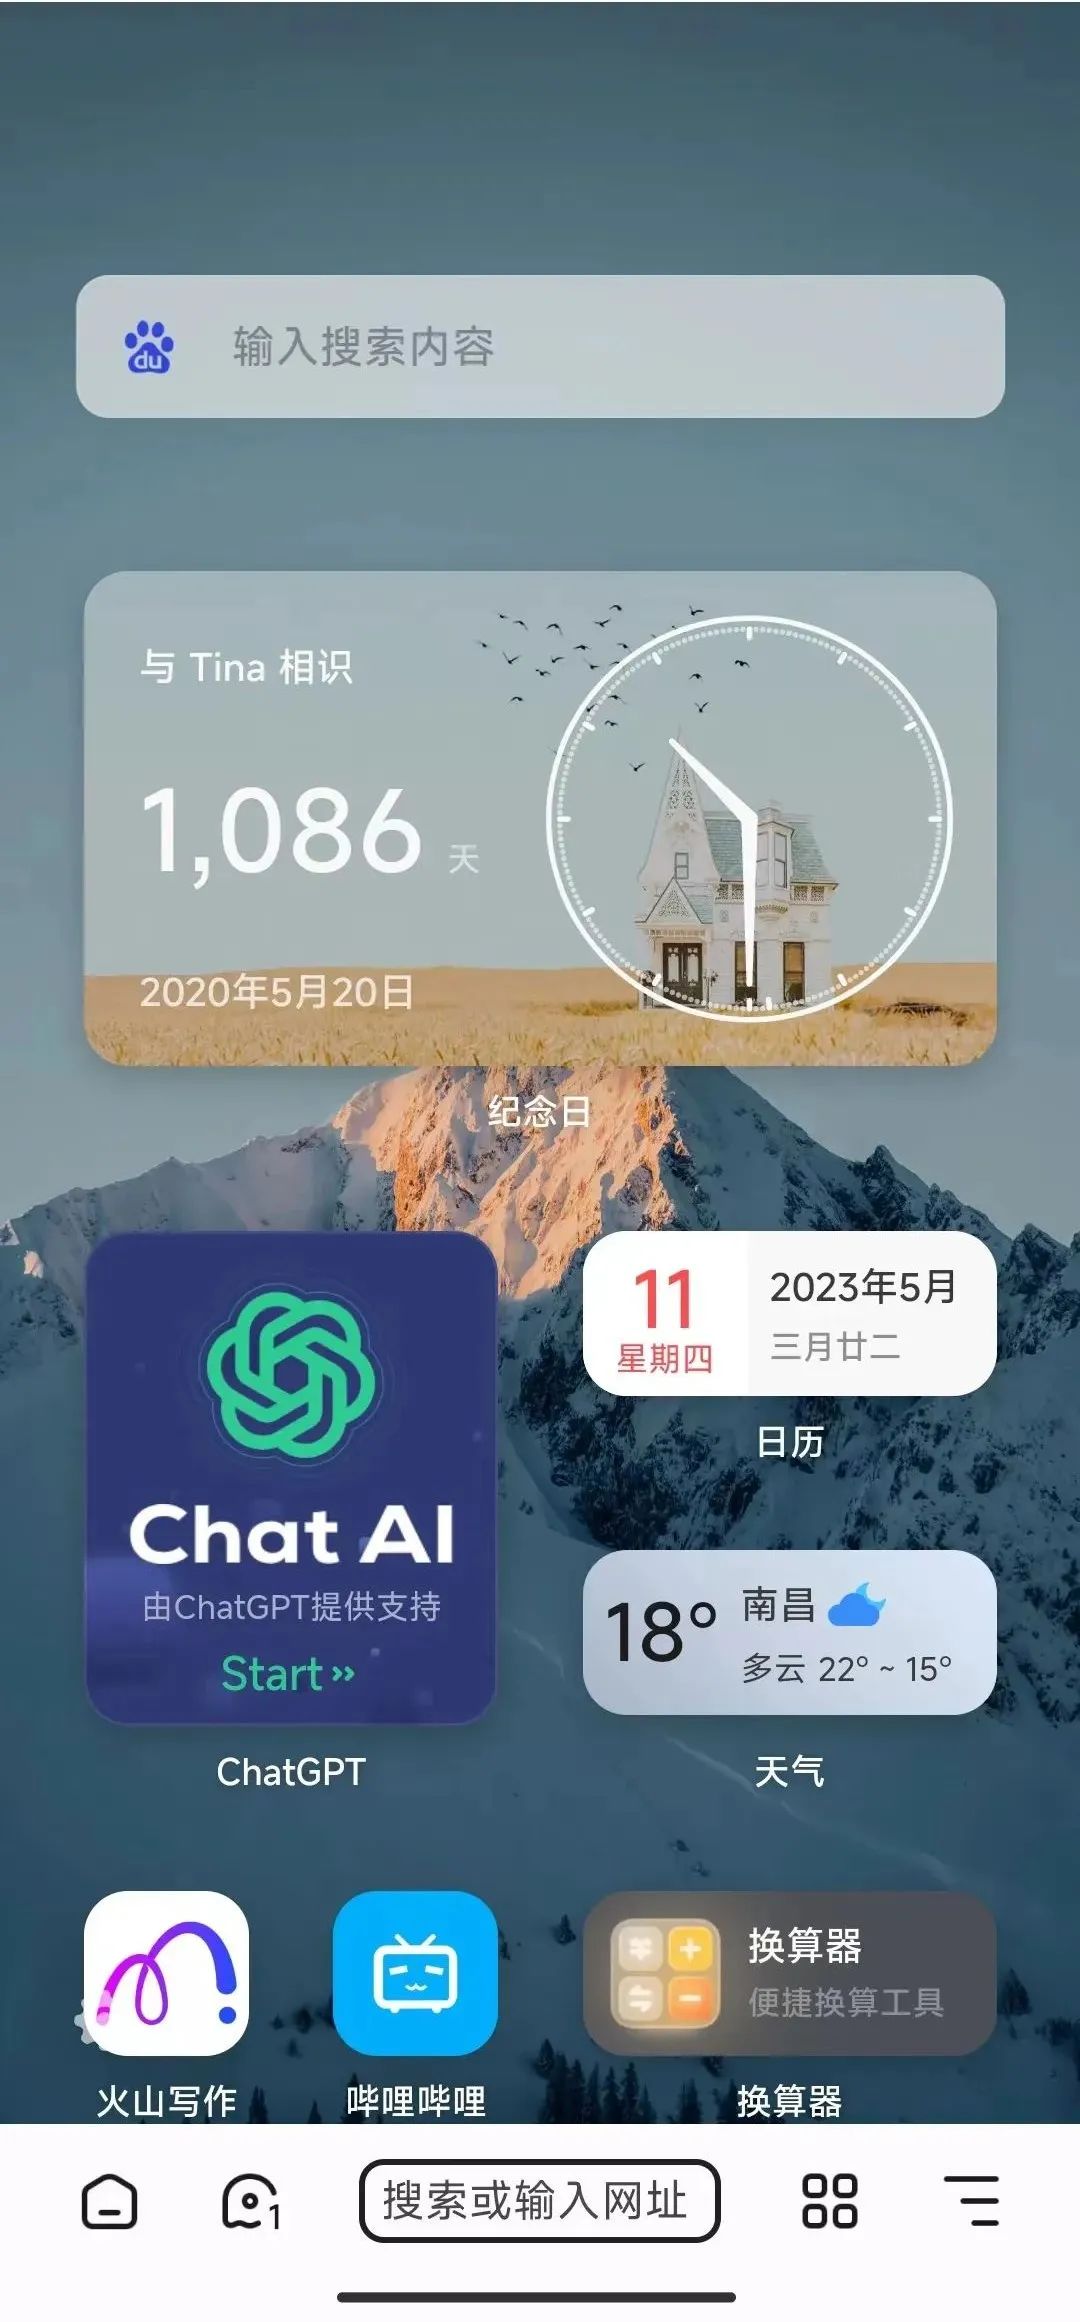 du
输入搜索内容
与 Tina 相识
1,086 天
2020年5月20日
纪念日
Chat AI
由ChatGPT提供支持
Start »
ChatGPT
11
星期四
2023年5月
三月廿二
日历
18°
南昌
多云 22° ~ 15°
天气
火山写作
哔哩哔哩
换算器
便捷换算工具
换算器
1
搜索或输入网址